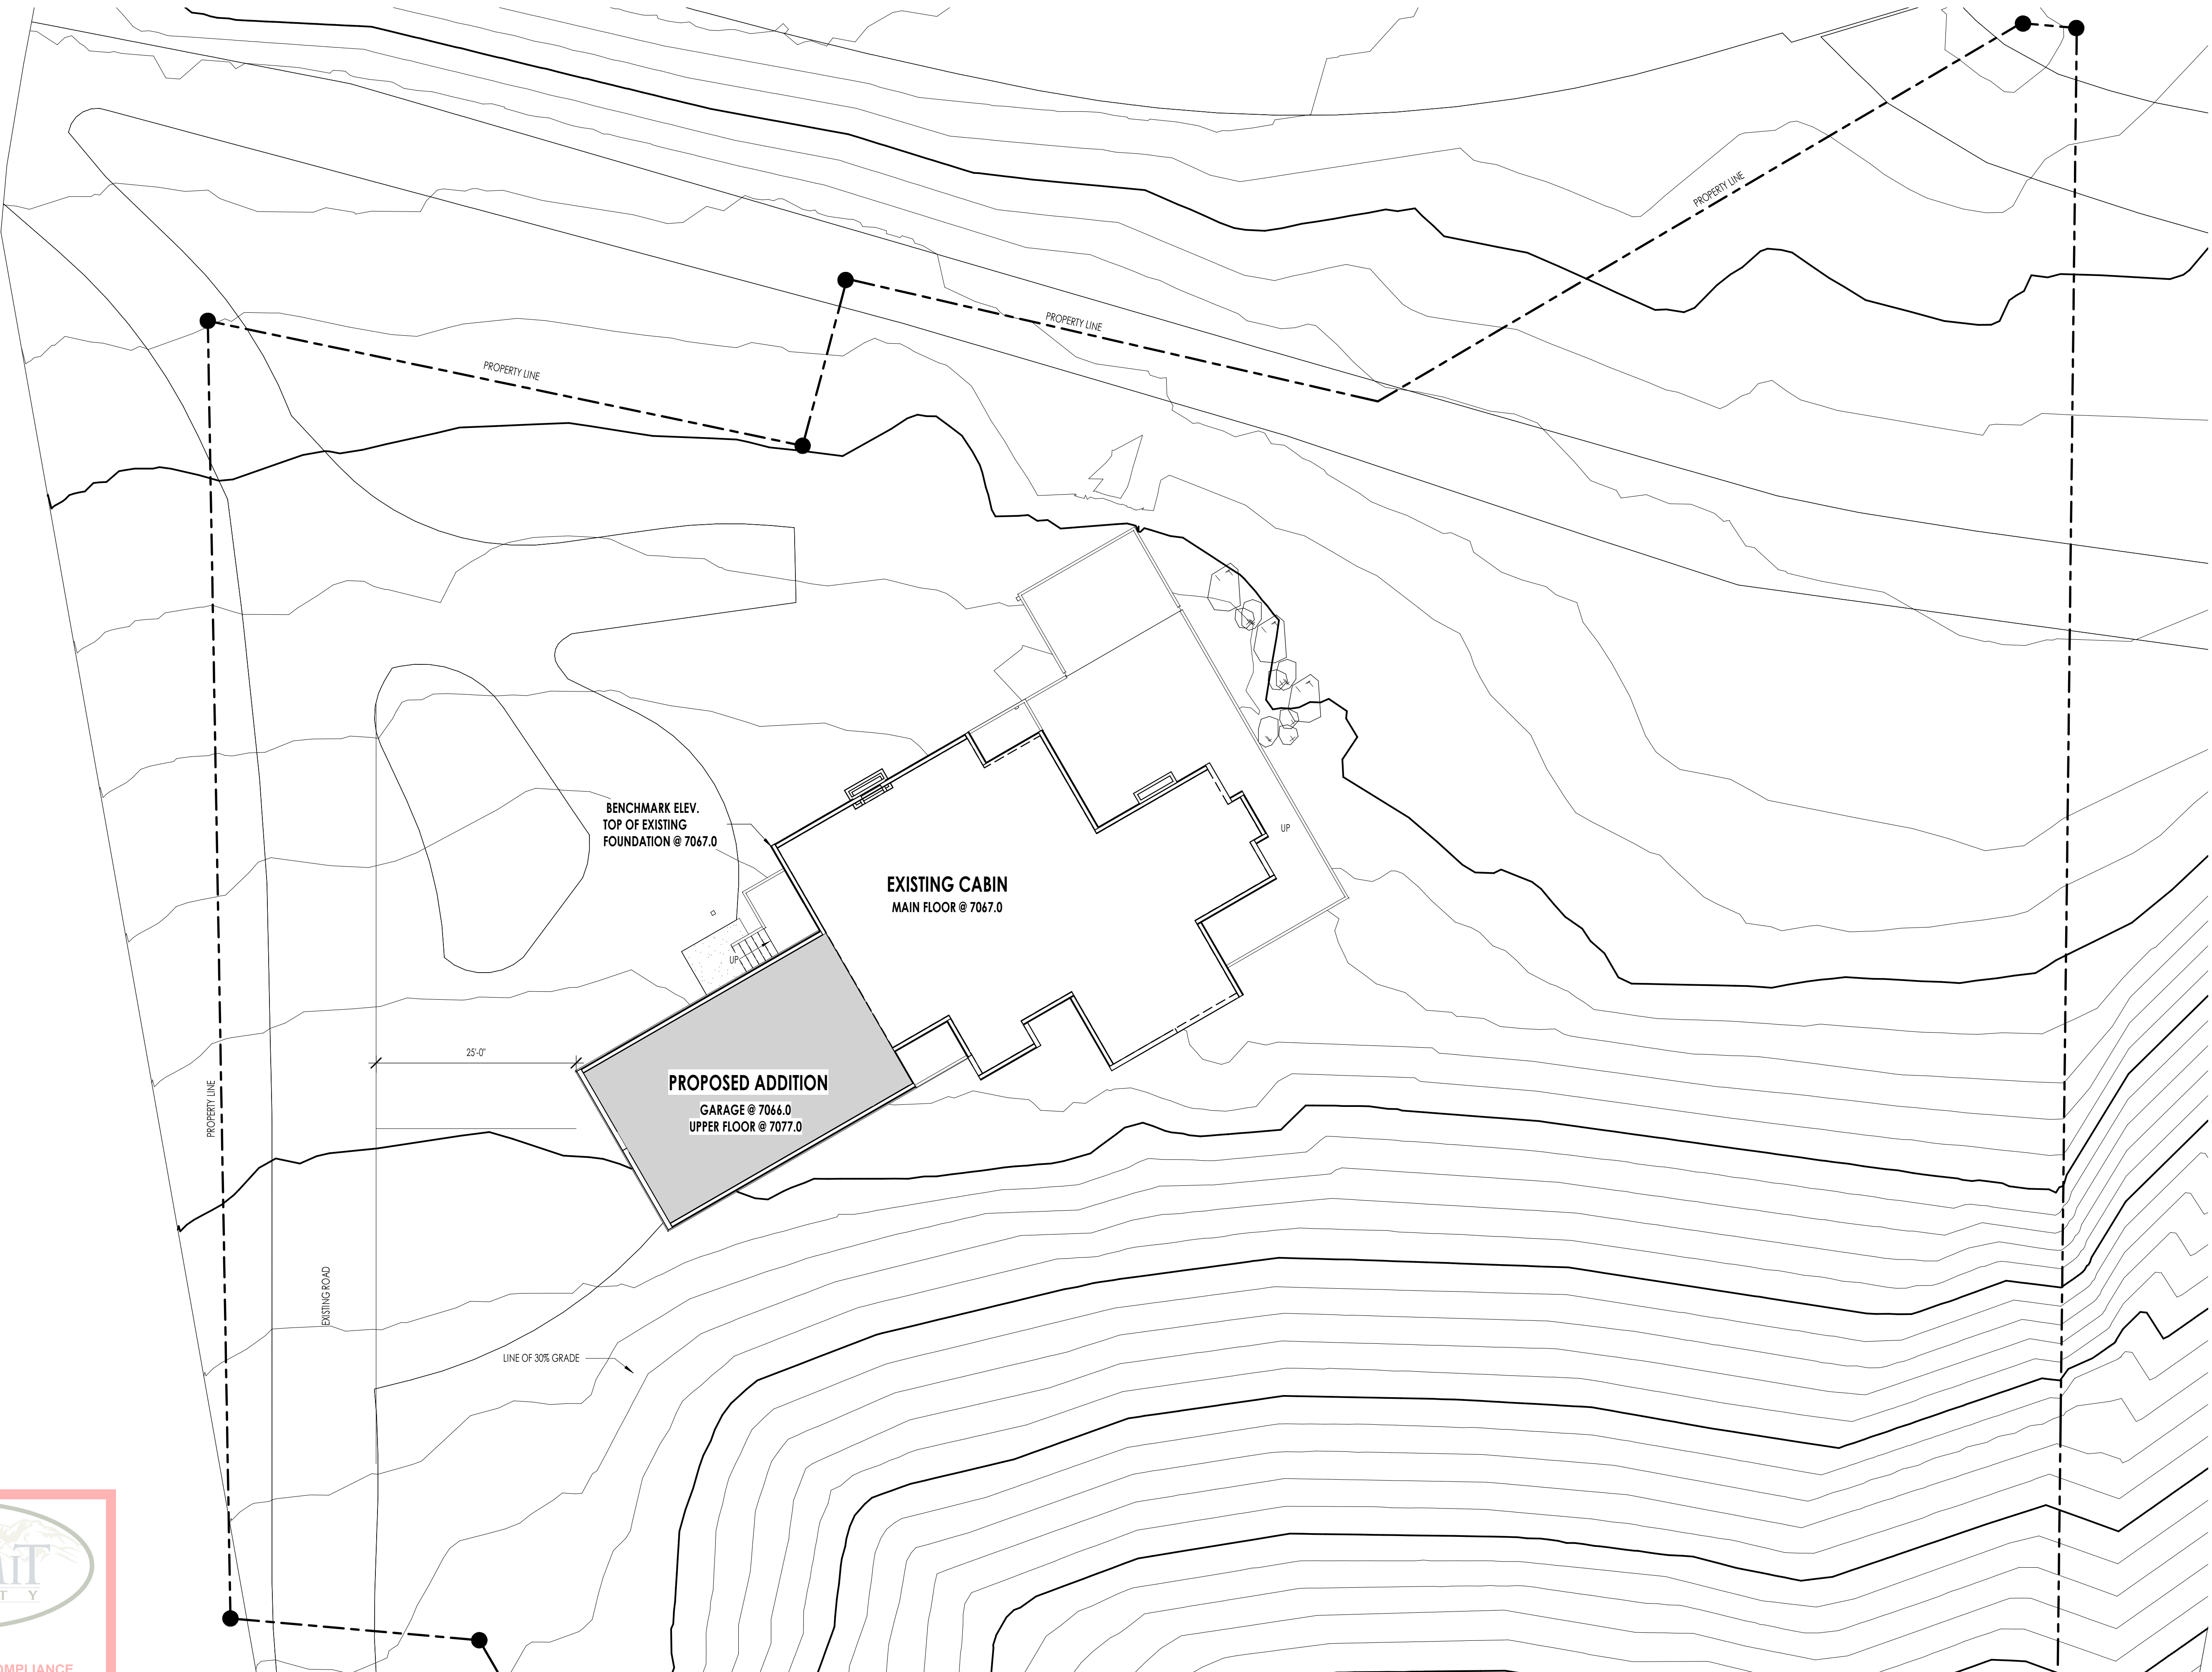 PROPERTY LINE
PROPERTY LINE
PROPERTY LINE
BENCHMARK ELEV.
TOP OF EXISTING
FOUNDATION @ 7067.0
UP
EXISTING CABIN
MAIN FLOOR @ 7067.0
UP
25'-0"
PROPOSED ADDITION
GARAGE @ 7066.0
UPPER FLOOR @ 7077.0
PROPERTY LINE
EXISTING ROAD
LINE OF 30% GRADE